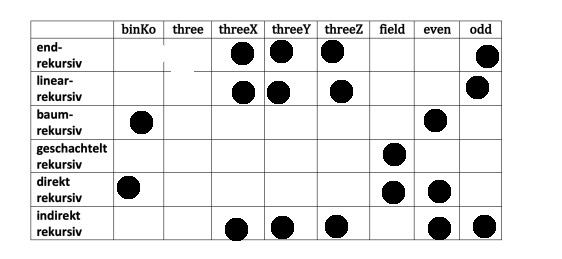 binKo three threeX threeY threeZ field even odd
end-
rekursiv
linear-
rekursiv
baum-
rekursiv
geschachtelt
rekursiv
direkt
rekursiv
indirekt
rekursiv